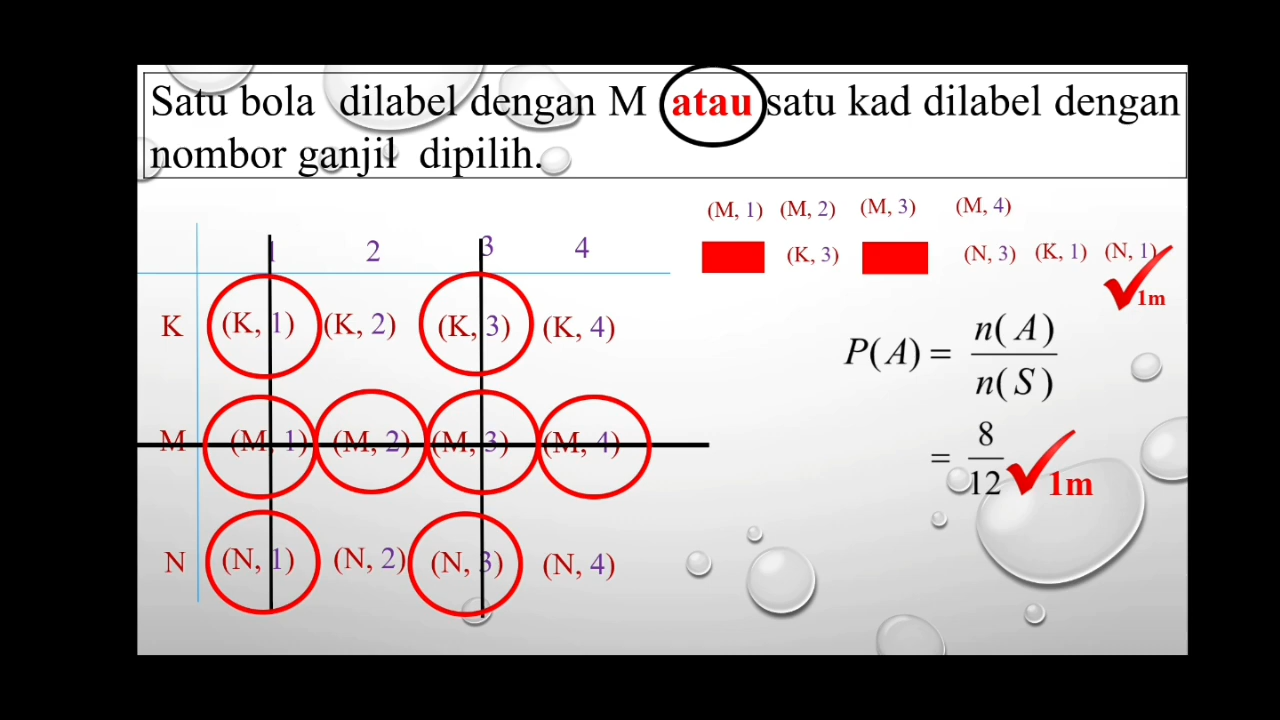 Satu bola dilabel dengan M atau satu kad dilabel dengan
nombor ganjil dipilih.
(M, 1) (M, 2) (M, 3) (M, 4)
(K, 3) (N, 3) (K, 1) (N, 1)
1m
1 2 3 4
K (K, 1) (K, 2) (K, 3) (K, 4)
M (M, 1) (M, 2) (M, 3) (M, 4)
N (N, 1) (N, 2) (N, 3) (N, 4)
P(A) = n(A)
n(S)
= 8
12
1m